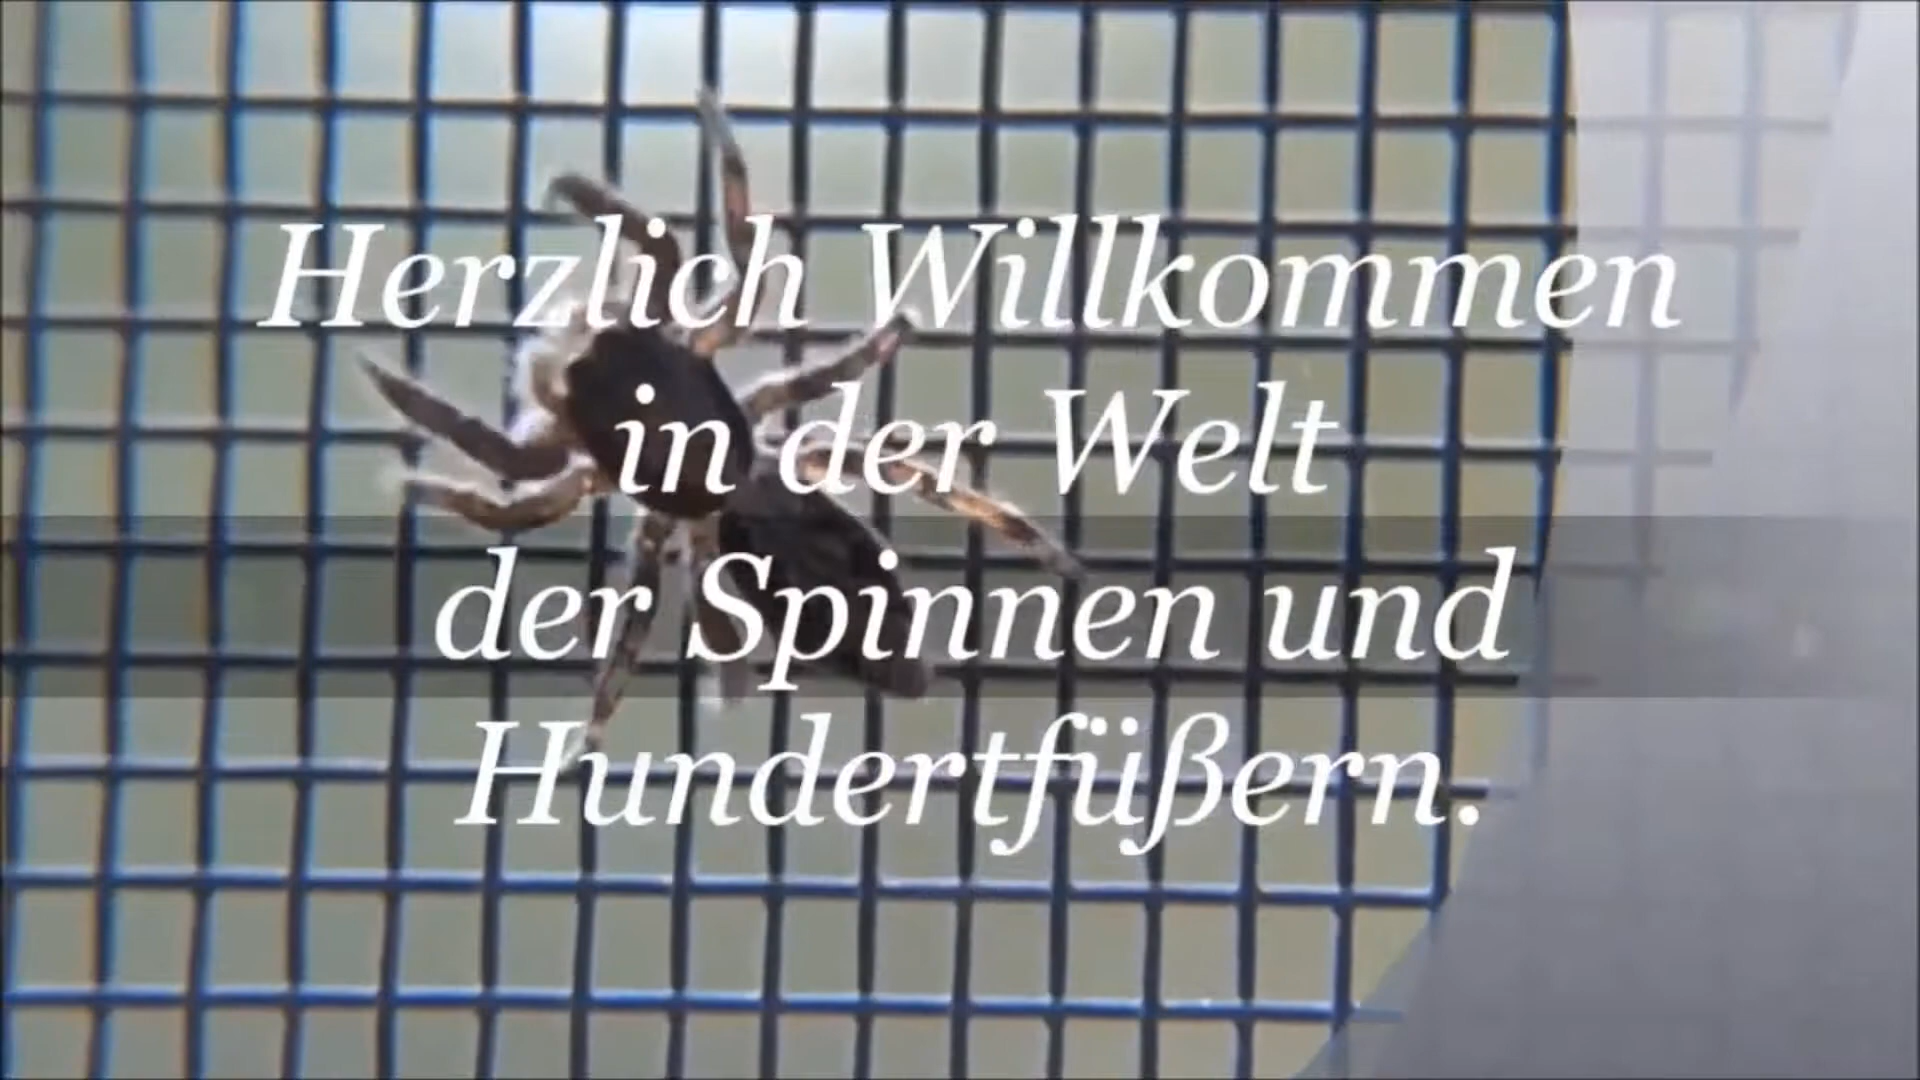 Herzlich Willkommen
in der Welt
der Spinnen und
Hundertfüßern.